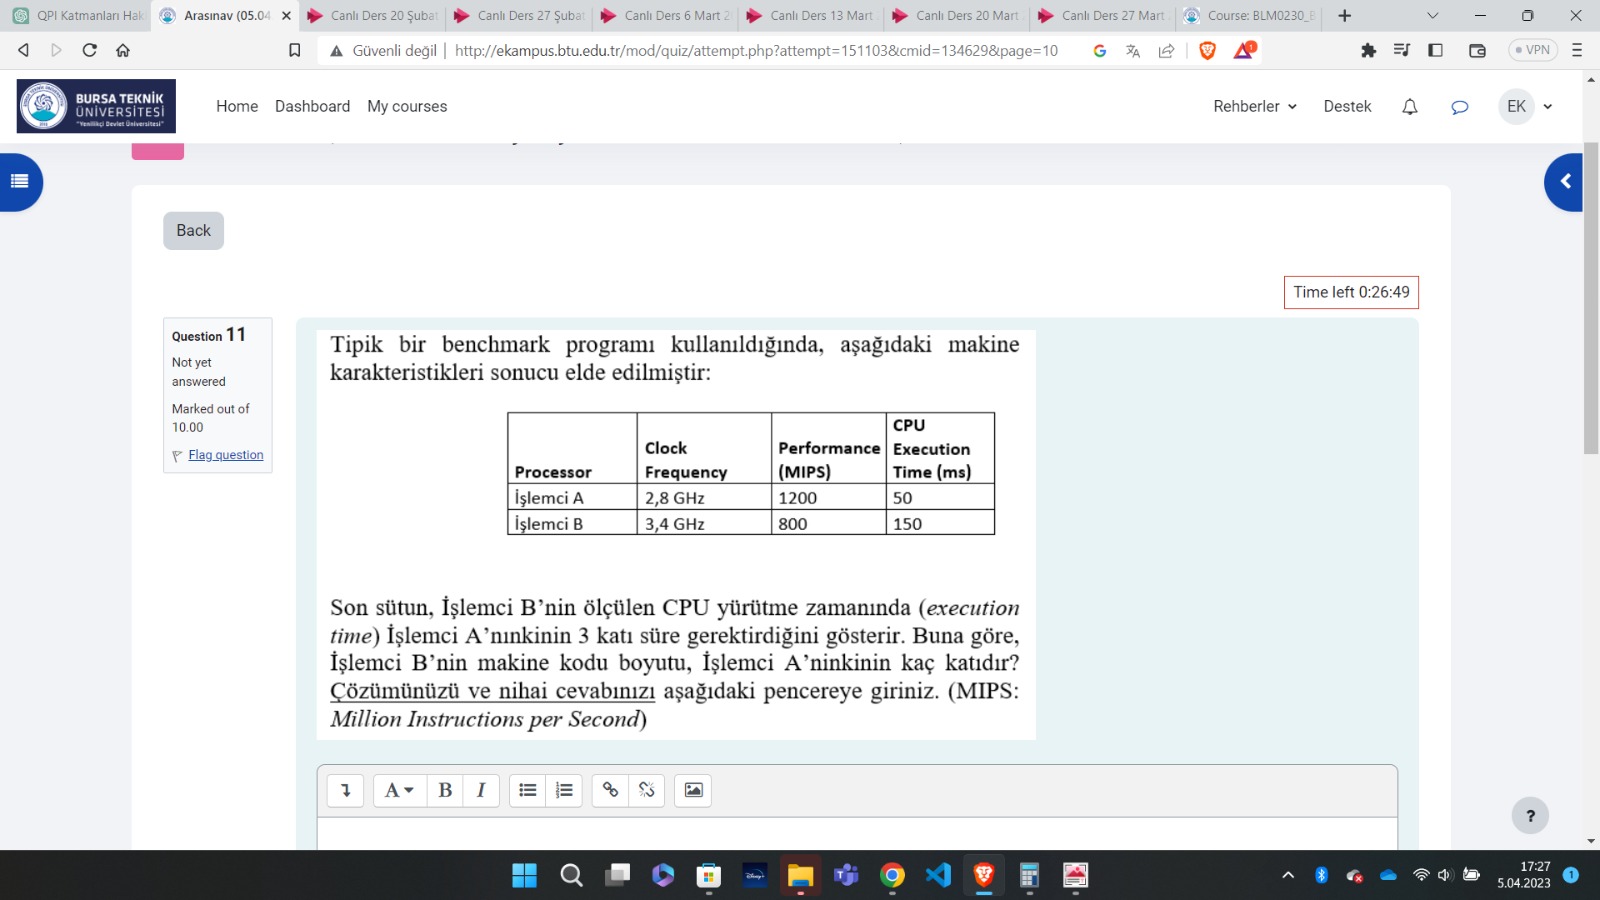 QPI Katmanları Hak
Arasınav (05.04
Canlı Ders 20 Şubat
Canlı Ders 27 Şubat
Canlı Ders 6 Mart 2
Canlı Ders 13 Mart
Canlı Ders 20 Mart
Canlı Ders 27 Mart
Course: BLM0230_B
Güvenli değil | http://ekampus.btu.edu.tr/mod/quiz/attempt.php?attempt=151103&cmid=134629&page=10
VPN
BURSA TEKNİK
ÜNİVERSİTESİ
"Yenilikçi Devlet Üniversitesi"
Home Dashboard My courses
Rehberler Destek EK
Back
Time left 0:26:49
Question 11
Not yet
answered
Marked out of
10.00
Flag question
Tipik bir benchmark programı kullanıldığında, aşağıdaki makine
karakteristikleri sonucu elde edilmiştir:
Processor Clock Frequency Performance (MIPS) CPU Execution Time (ms)
İşlemci A 2,8 GHz 1200 50
İşlemci B 3,4 GHz 800 150
Son sütun, İşlemci B’nin ölçülen CPU yürütme zamanında (execution
time) İşlemci A’nınkinin 3 katı süre gerektirdiğini gösterir. Buna göre,
İşlemci B’nin makine kodu boyutu, İşlemci A’ninkinin kaç katıdır?
Çözümünüzü ve nihai cevabınızı aşağıdaki pencereye giriniz. (MIPS:
Million Instructions per Second)
A B I
?
17:27
5.04.2023
1